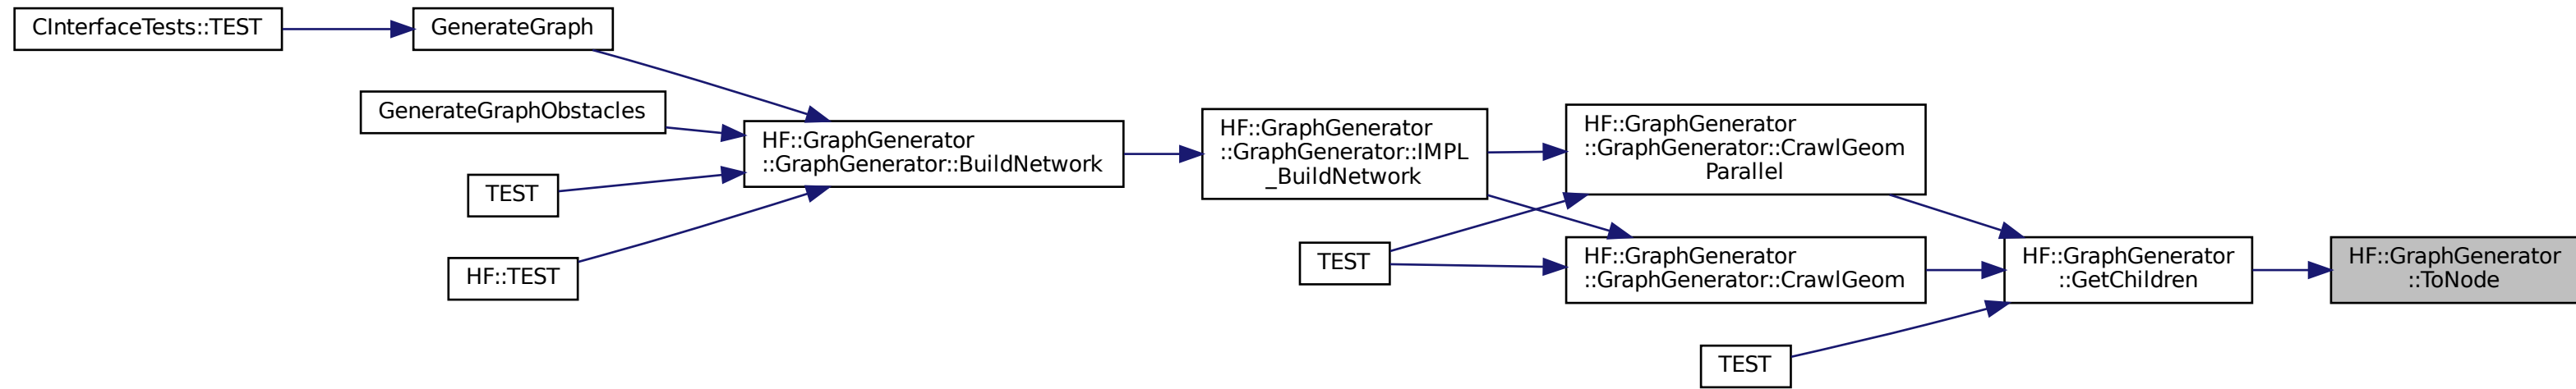 CInterfaceTests::TEST
GenerateGraph
GenerateGraphObstacles
TEST
HF::TEST
HF::GraphGenerator
::GraphGenerator::BuildNetwork
HF::GraphGenerator
::GraphGenerator::IMPL
_BuildNetwork
TEST
HF::GraphGenerator
::GraphGenerator::CrawlGeom
Parallel
HF::GraphGenerator
::GraphGenerator::CrawlGeom
TEST
HF::GraphGenerator
::GetChildren
HF::GraphGenerator
::ToNode